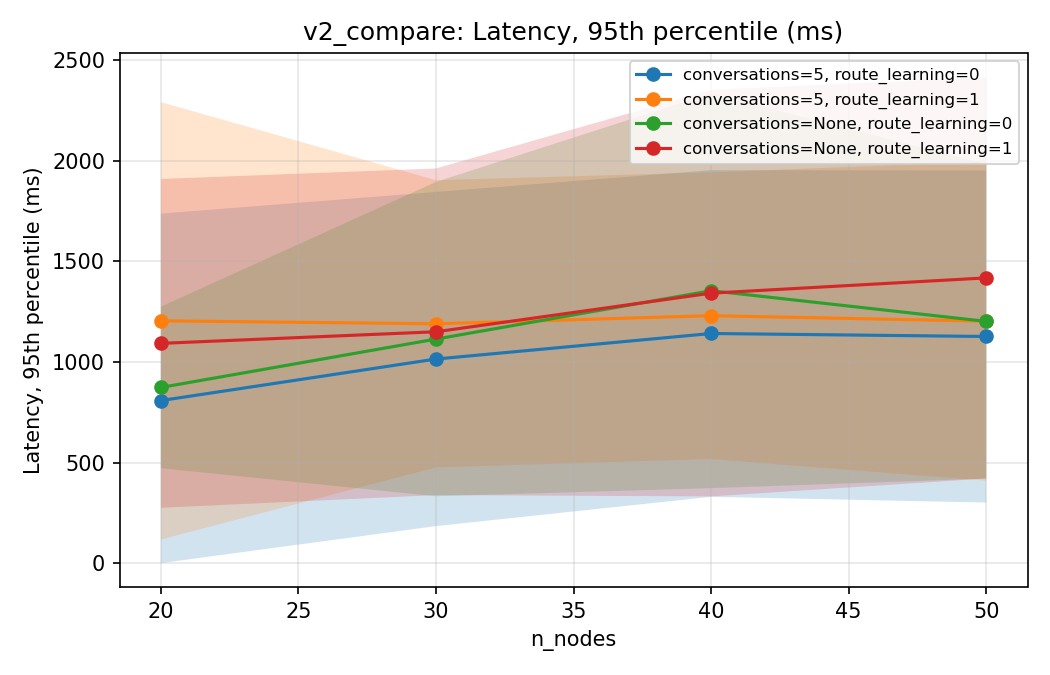 v2_compare: Latency, 95th percentile (ms)
2500
2000
1500
1000
500
0
Latency, 95th percentile (ms)
conversations=5, route_learning=0
conversations=5, route_learning=1
conversations=None, route_learning=0
conversations=None, route_learning=1
20 25 30 35 40 45 50
n_nodes